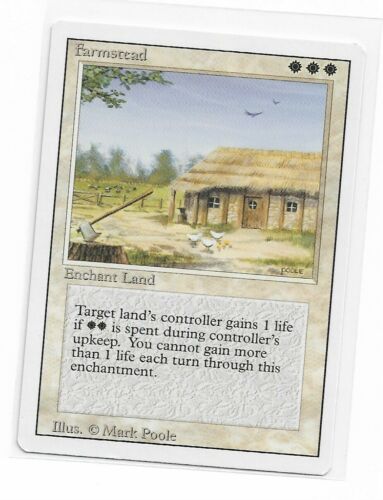 Farmstead
POOLE
Enchant Land
Target land's controller gains 1 life
if is spent during controller's
upkeep. You cannot gain more
than 1 life each turn through this
enchantment.
Illus. © Mark Poole